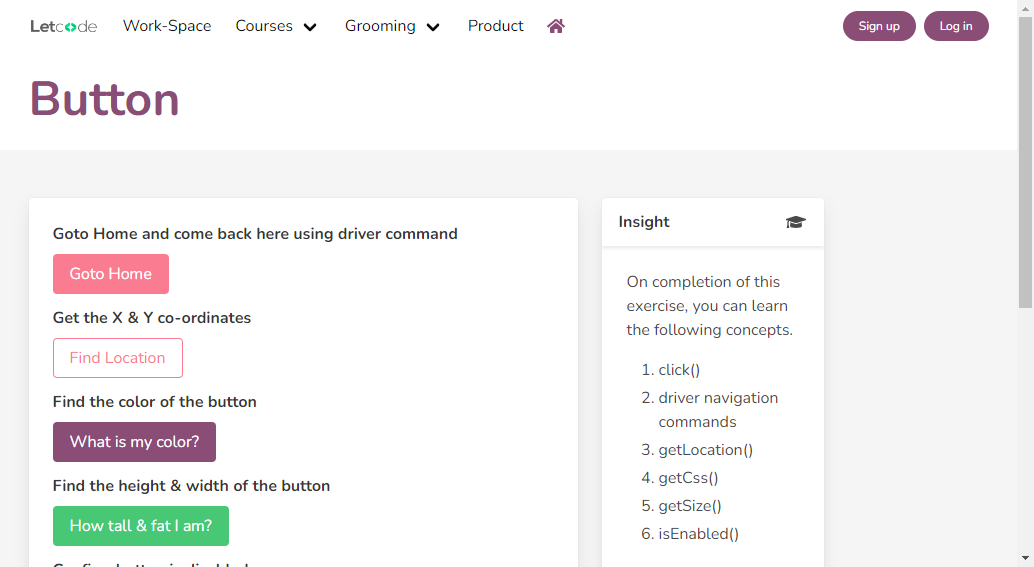 Letcode Work-Space Courses Grooming Product Sign up Log in
Button
Goto Home and come back here using driver command
Goto Home
Get the X & Y co-ordinates
Find Location
Find the color of the button
What is my color?
Find the height & width of the button
How tall & fat I am?
Insight
On completion of this
exercise, you can learn
the following concepts.
1. click()
2. driver navigation
commands
3. getLocation()
4. getCss()
5. getSize()
6. isEnabled()